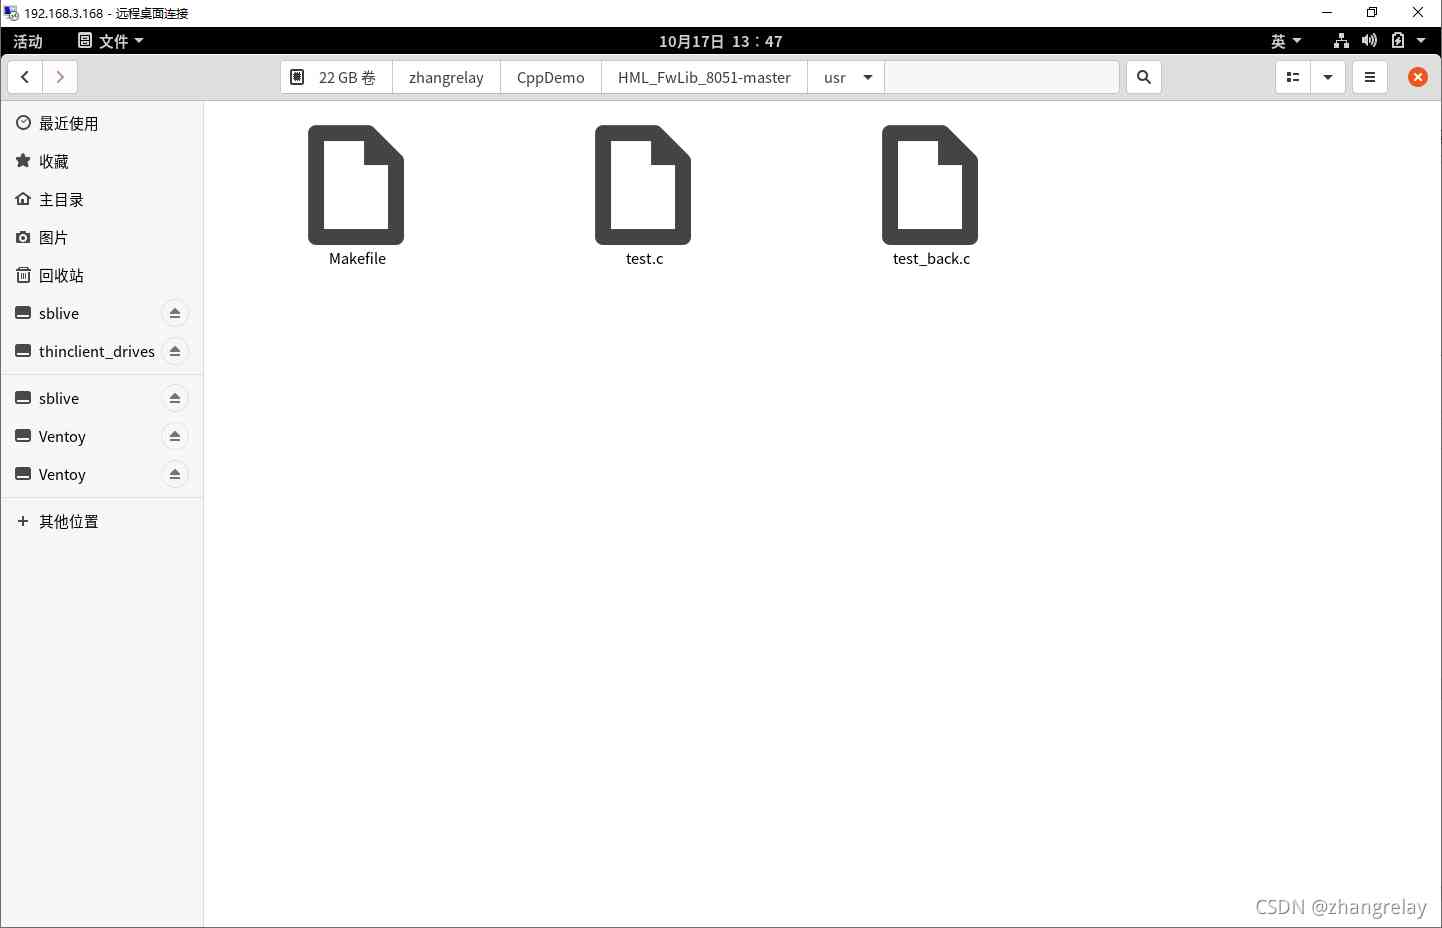 192.168.3.168 - 远程桌面连接
活动 文件 10月17日 13：47 英
22 GB 卷 zhangrelay CppDemo HML_FwLib_8051-master usr
最近使用
收藏
主目录
图片
回收站
sblive
thinclient_drives
sblive
Ventoy
Ventoy
其他位置
Makefile test.c test_back.c
CSDN @zhangrelay